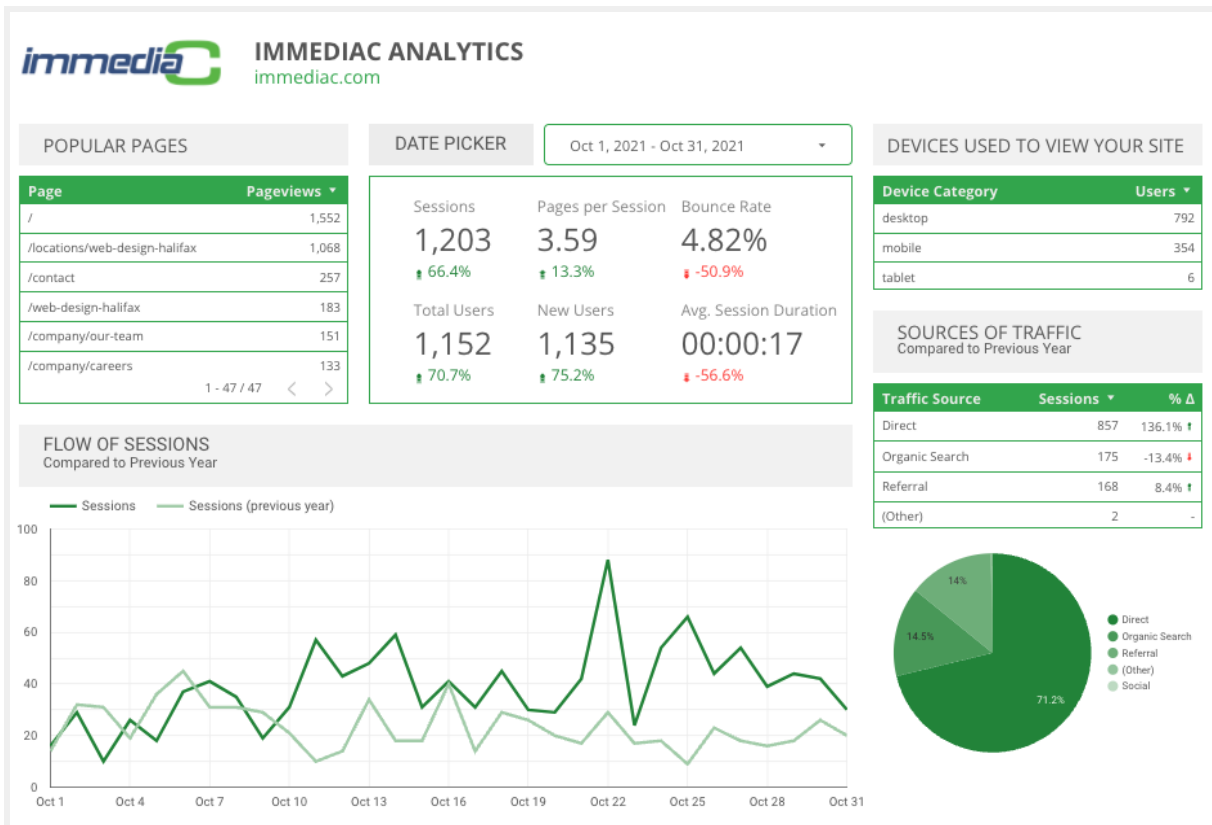 immediac
IMMEDIAC ANALYTICS
immediac.com
POPULAR PAGES
Page Pageviews
/ 1,552
/locations/web-design-halifax 1,068
/contact 257
/web-design-halifax 183
/company/our-team 151
/company/careers 133
1 - 47 / 47
DATE PICKER
Oct 1, 2021 - Oct 31, 2021
Sessions Pages per Session Bounce Rate
1,203 3.59 4.82%
66.4% 13.3% -50.9%
Total Users New Users Avg. Session Duration
1,152 1,135 00:00:17
70.7% 75.2% -56.6%
DEVICES USED TO VIEW YOUR SITE
Device Category Users
desktop 792
mobile 354
tablet 6
SOURCES OF TRAFFIC
Compared to Previous Year
Traffic Source Sessions % Δ
Direct 857 136.1%
Organic Search 175 -13.4%
Referral 168 8.4%
(Other) 2 -
FLOW OF SESSIONS
Compared to Previous Year
Sessions Sessions (previous year)
100
80
60
40
20
0
Oct 1 Oct 4 Oct 7 Oct 10 Oct 13 Oct 16 Oct 19 Oct 22 Oct 25 Oct 28 Oct 31
14%
14.5%
71.2%
Direct
Organic Search
Referral
(Other)
Social